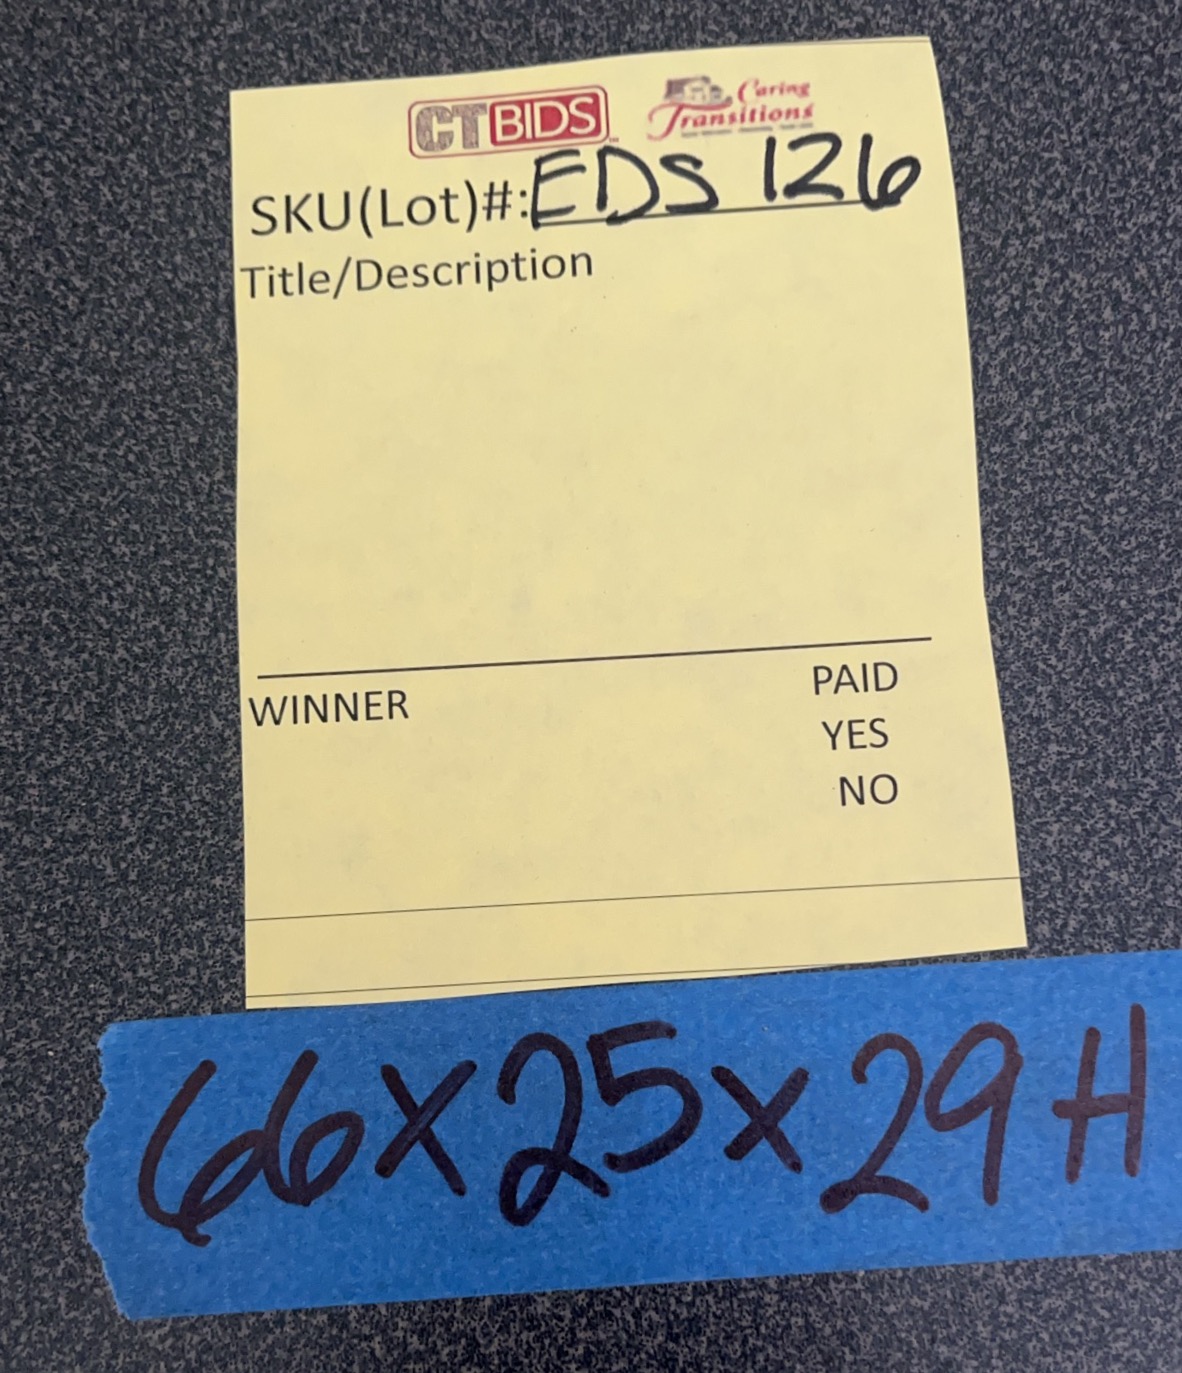 CTBIDS
Caring
Transitions
SKU(Lot)#: EDS 126
Title/Description
WINNER
PAID
YES
NO
66X25X29H